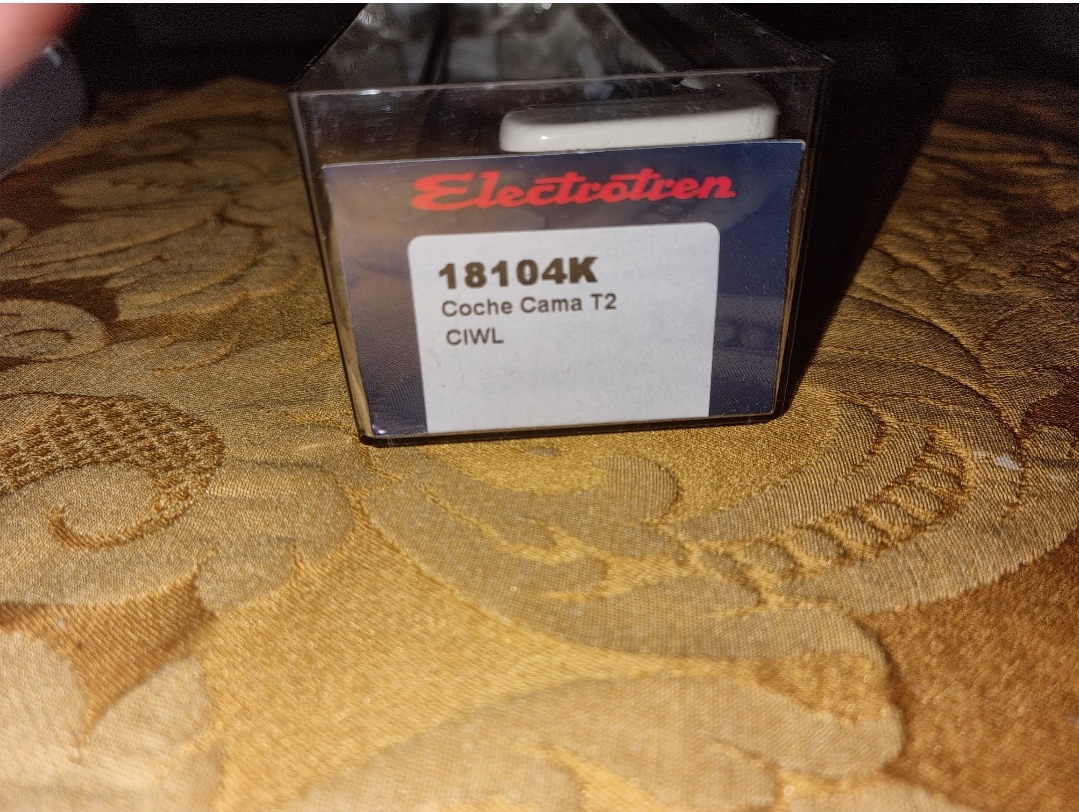 Electrotren
18104K
Coche Cama T2
CIWL